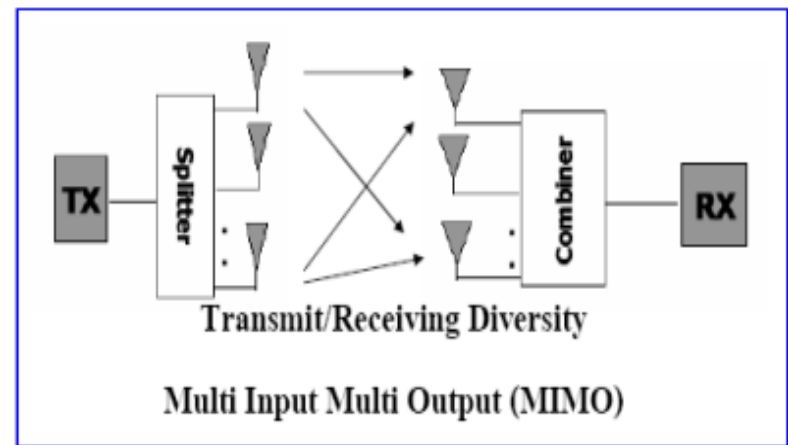 TX
Splitter
Combiner
RX
Transmit/Receiving Diversity
Multi Input Multi Output (MIMO)